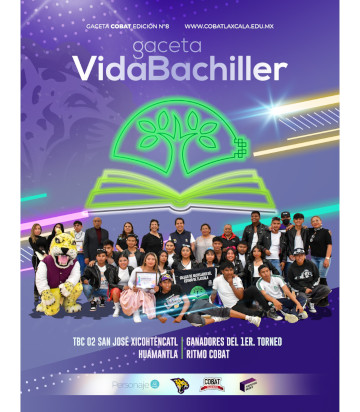 GACETA COBAT EDICIÓN N°8
WWW.COBATLAXCALA.EDU.MX
gaceta
VidaBachiller
TBC 02 SAN JOSÉ XICOHTÉNCATL
HUAMANTLA
GANADORES DEL 1ER. TORNEO
RITMO COBAT
Personaje
COBAT